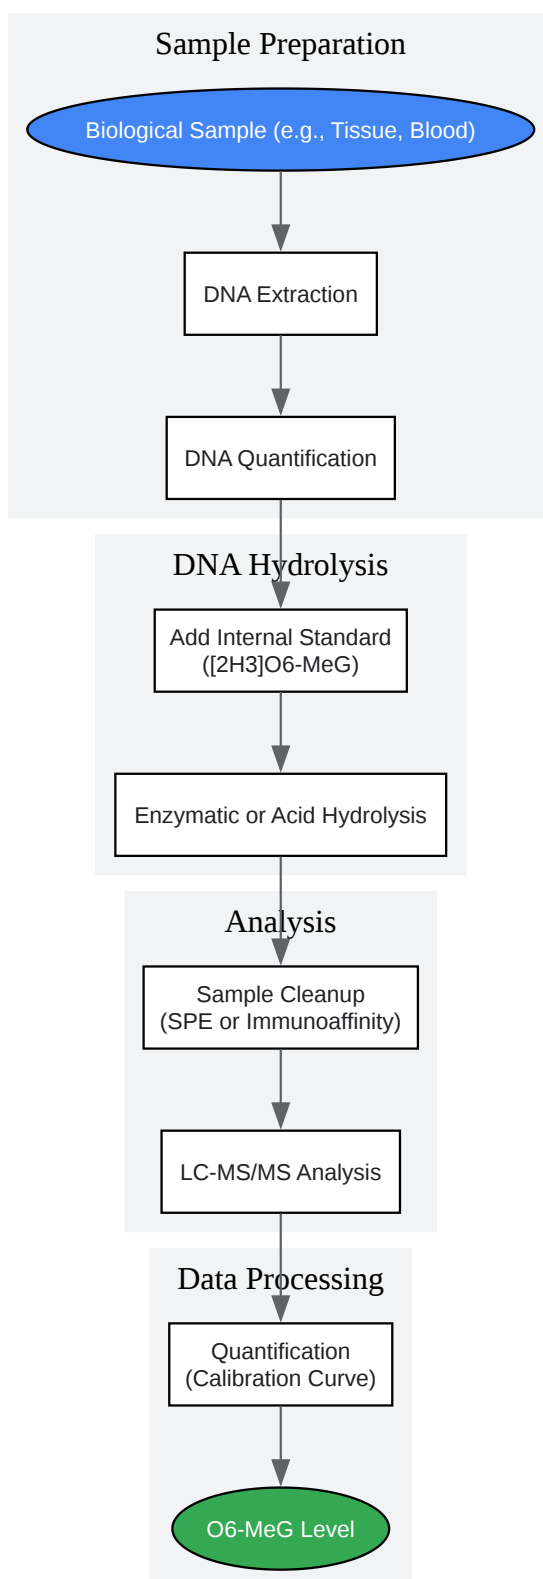 Sample Preparation
Biological Sample (e.g., Tissue, Blood)
DNA Extraction
DNA Quantification
DNA Hydrolysis
Add Internal Standard
([2H3]O6-MeG)
Enzymatic or Acid Hydrolysis
Analysis
Sample Cleanup
(SPE or Immunoaffinity)
LC-MS/MS Analysis
Data Processing
Quantification
(Calibration Curve)
O6-MeG Level